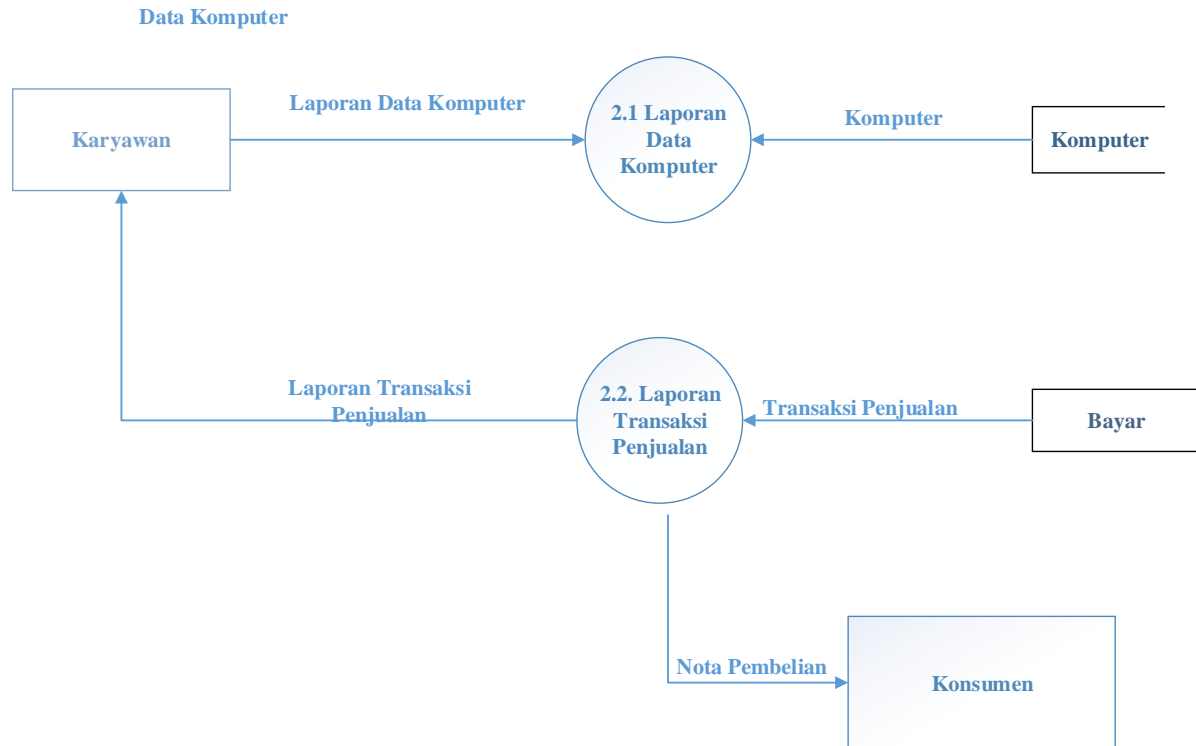 Data Komputer
Karyawan
Laporan Data Komputer
2.1 Laporan
Data
Komputer
Komputer
Komputer
Laporan Transaksi
Penjualan
2.2. Laporan
Transaksi
Penjualan
Transaksi Penjualan
Bayar
Nota Pembelian
Konsumen